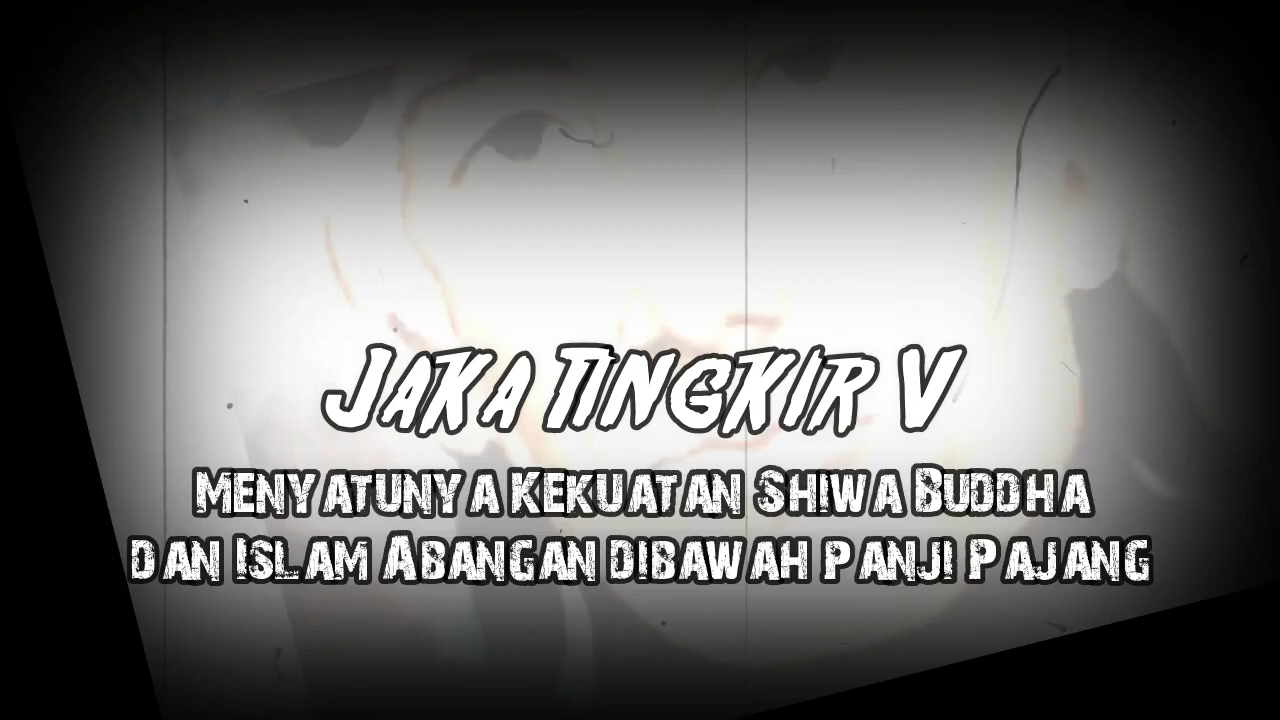 Jaka Tingkir V
Menyatunya Kekuatan Shiwa Buddha
dan Islam Abangan dibawah panji Pajang